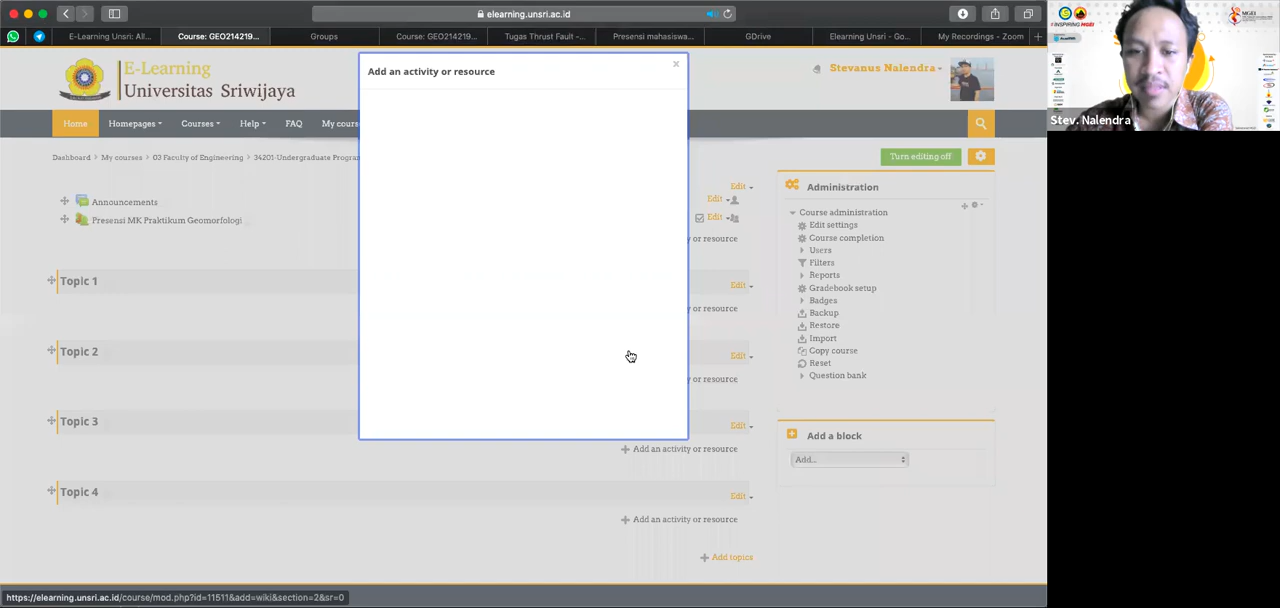 elearning.unsri.ac.id
E-Learning Unsri: All...
Course: GEO214219...
Groups
Course: GEO214219...
Tugas Thrust Fault –...
Presensi mahasiswa...
GDrive
Elearning Unsri - Go...
My Recordings - Zoom
E-Learning
Universitas Sriwijaya
Add an activity or resource
Stevanus Nalendra
Home
Homepages
Courses
Help
FAQ
My cours
Dashboard
My courses
03 Faculty of Engineering
34201-Undergraduate Progran
Turn editing off
Edit
Announcements
Edit
Presensi MK Praktikum Geomorfologi
Edit
y or resource
Topic 1
Edit
y or resource
Topic 2
Edit
y or resource
Topic 3
Edit
Add an activity or resource
Topic 4
Edit
Add an activity or resource
Add topics
Administration
Course administration
Edit settings
Course completion
Users
Filters
Reports
Gradebook setup
Badges
Backup
Restore
Import
Copy course
Reset
Question bank
Add a block
Add...
https://elearning.unsri.ac.id/course/mod.php?id=11511&add=wiki&section=2&sr=0
Stev. Nalendra